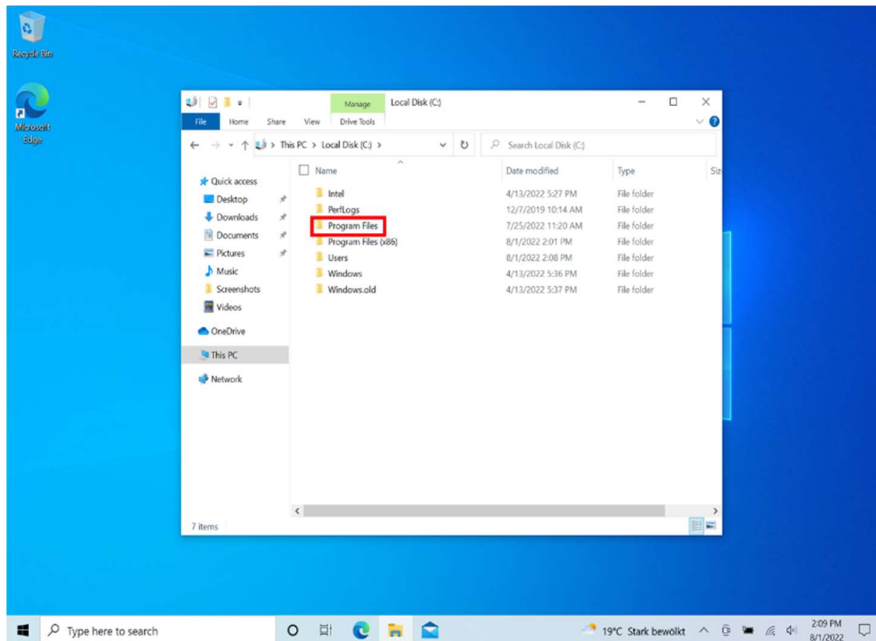 Recycle Bin
Microsoft
Edge
Manage
Local Disk (C:)
File
Home
Share
View
Drive Tools
This PC > Local Disk (C:) >
Search Local Disk (C:)
Name
Date modified
Type
Size
Quick access
Desktop
Downloads
Documents
Pictures
Music
Screenshots
Videos
OneDrive
This PC
Network
Intel 4/13/2022 5:27 PM File folder
PerfLogs 12/7/2019 10:14 AM File folder
Program Files 7/25/2022 11:20 AM File folder
Program Files (x86) 8/1/2022 2:01 PM File folder
Users 8/1/2022 2:08 PM File folder
Windows 4/13/2022 5:36 PM File folder
Windows.old 4/13/2022 5:37 PM File folder
7 items
Type here to search
19°C Stark bewölkt
2:09 PM
8/1/2022